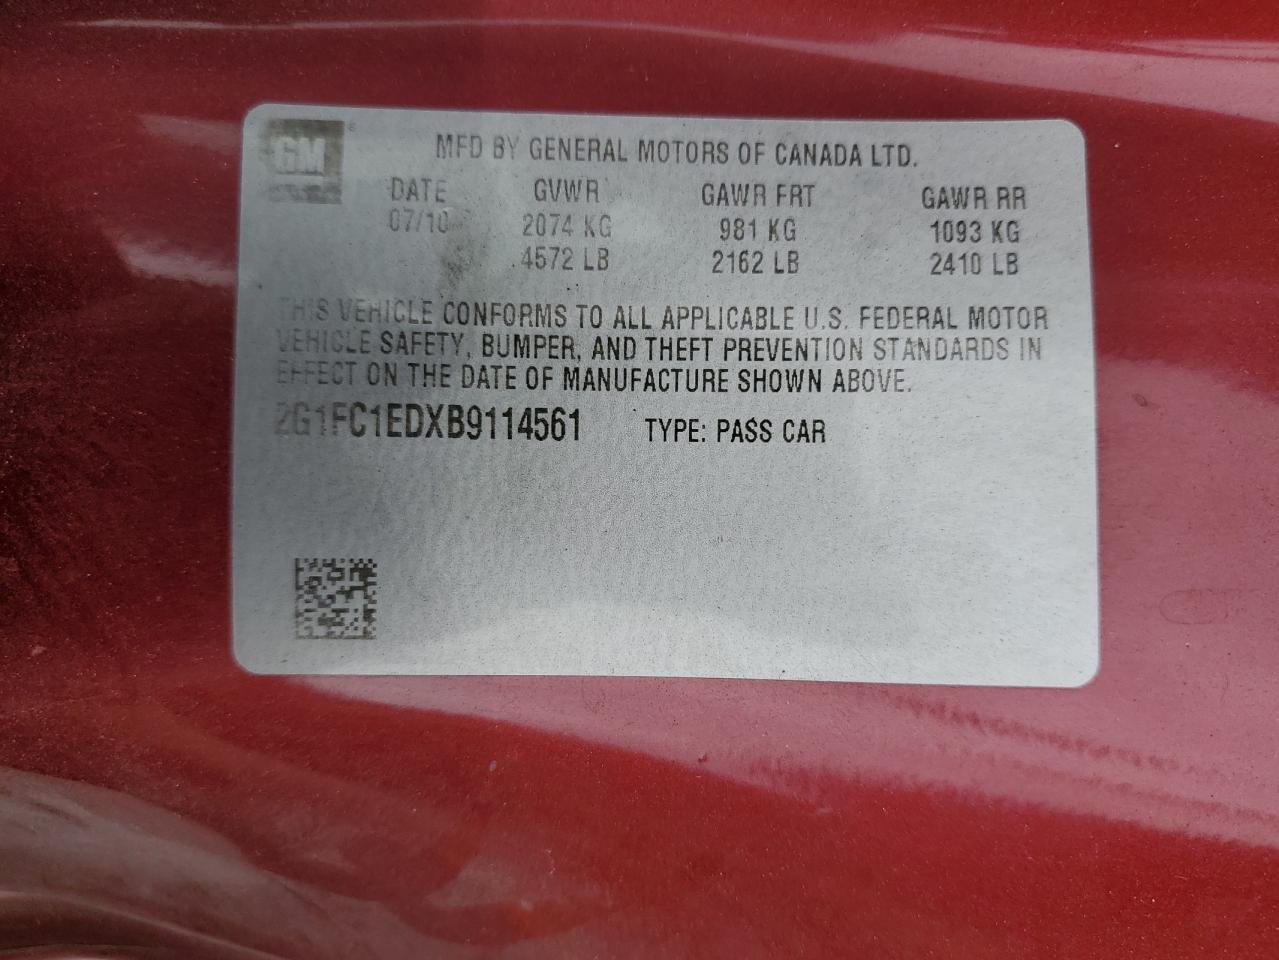 GM ®
MFD BY GENERAL MOTORS OF CANADA LTD.
DATE GVWR GAWR FRT GAWR RR
07/10 2074 KG 981 KG 1093 KG
4572 LB 2162 LB 2410 LB
THIS VEHICLE CONFORMS TO ALL APPLICABLE U.S. FEDERAL MOTOR
VEHICLE SAFETY, BUMPER, AND THEFT PREVENTION STANDARDS IN
EFFECT ON THE DATE OF MANUFACTURE SHOWN ABOVE.
2G1FC1EDXB9114561 TYPE: PASS CAR